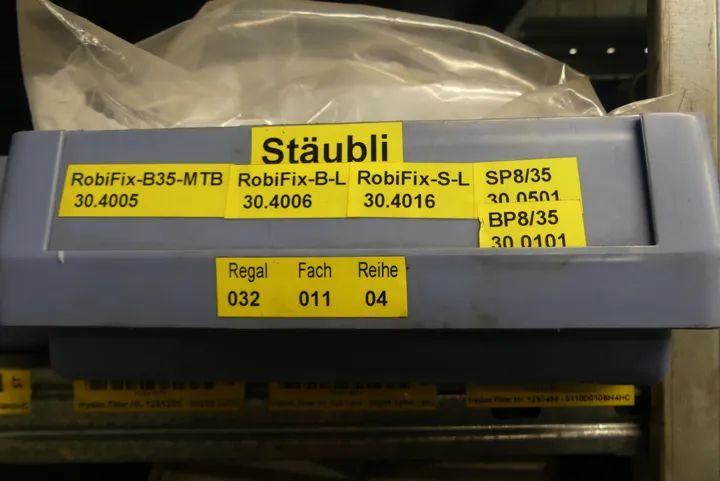 Stäubli
RobiFix-B35-MTB
30.4005
RobiFix-B-L
30.4006
RobiFix-S-L
30.4016
SP8/35
30.0501
BP8/35
30.0101
Regal Fach Reihe
032 011 04